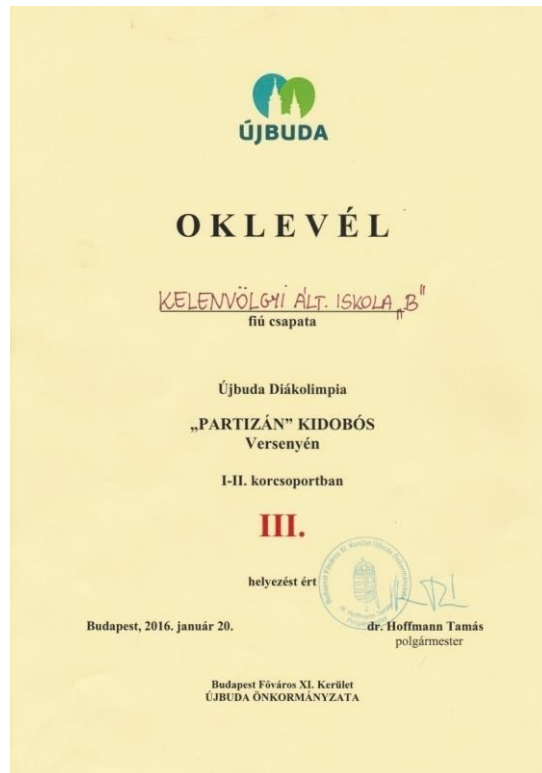 ÚJBUDA
OKLEVÉL
KELENVÖLGYI ÁLT. ISKOLA „B"
fiú csapata
Újbuda Diákolimpia
„PARTIZÁN” KIDOBÓS
Versenyén
I-II. korcsoportban
III.
helyezést ért
Budapest, 2016. január 20.
dr. Hoffmann Tamás
polgármester
Budapest Főváros XI. Kerület
ÚJBUDA ÖNKORMÁNYZATA